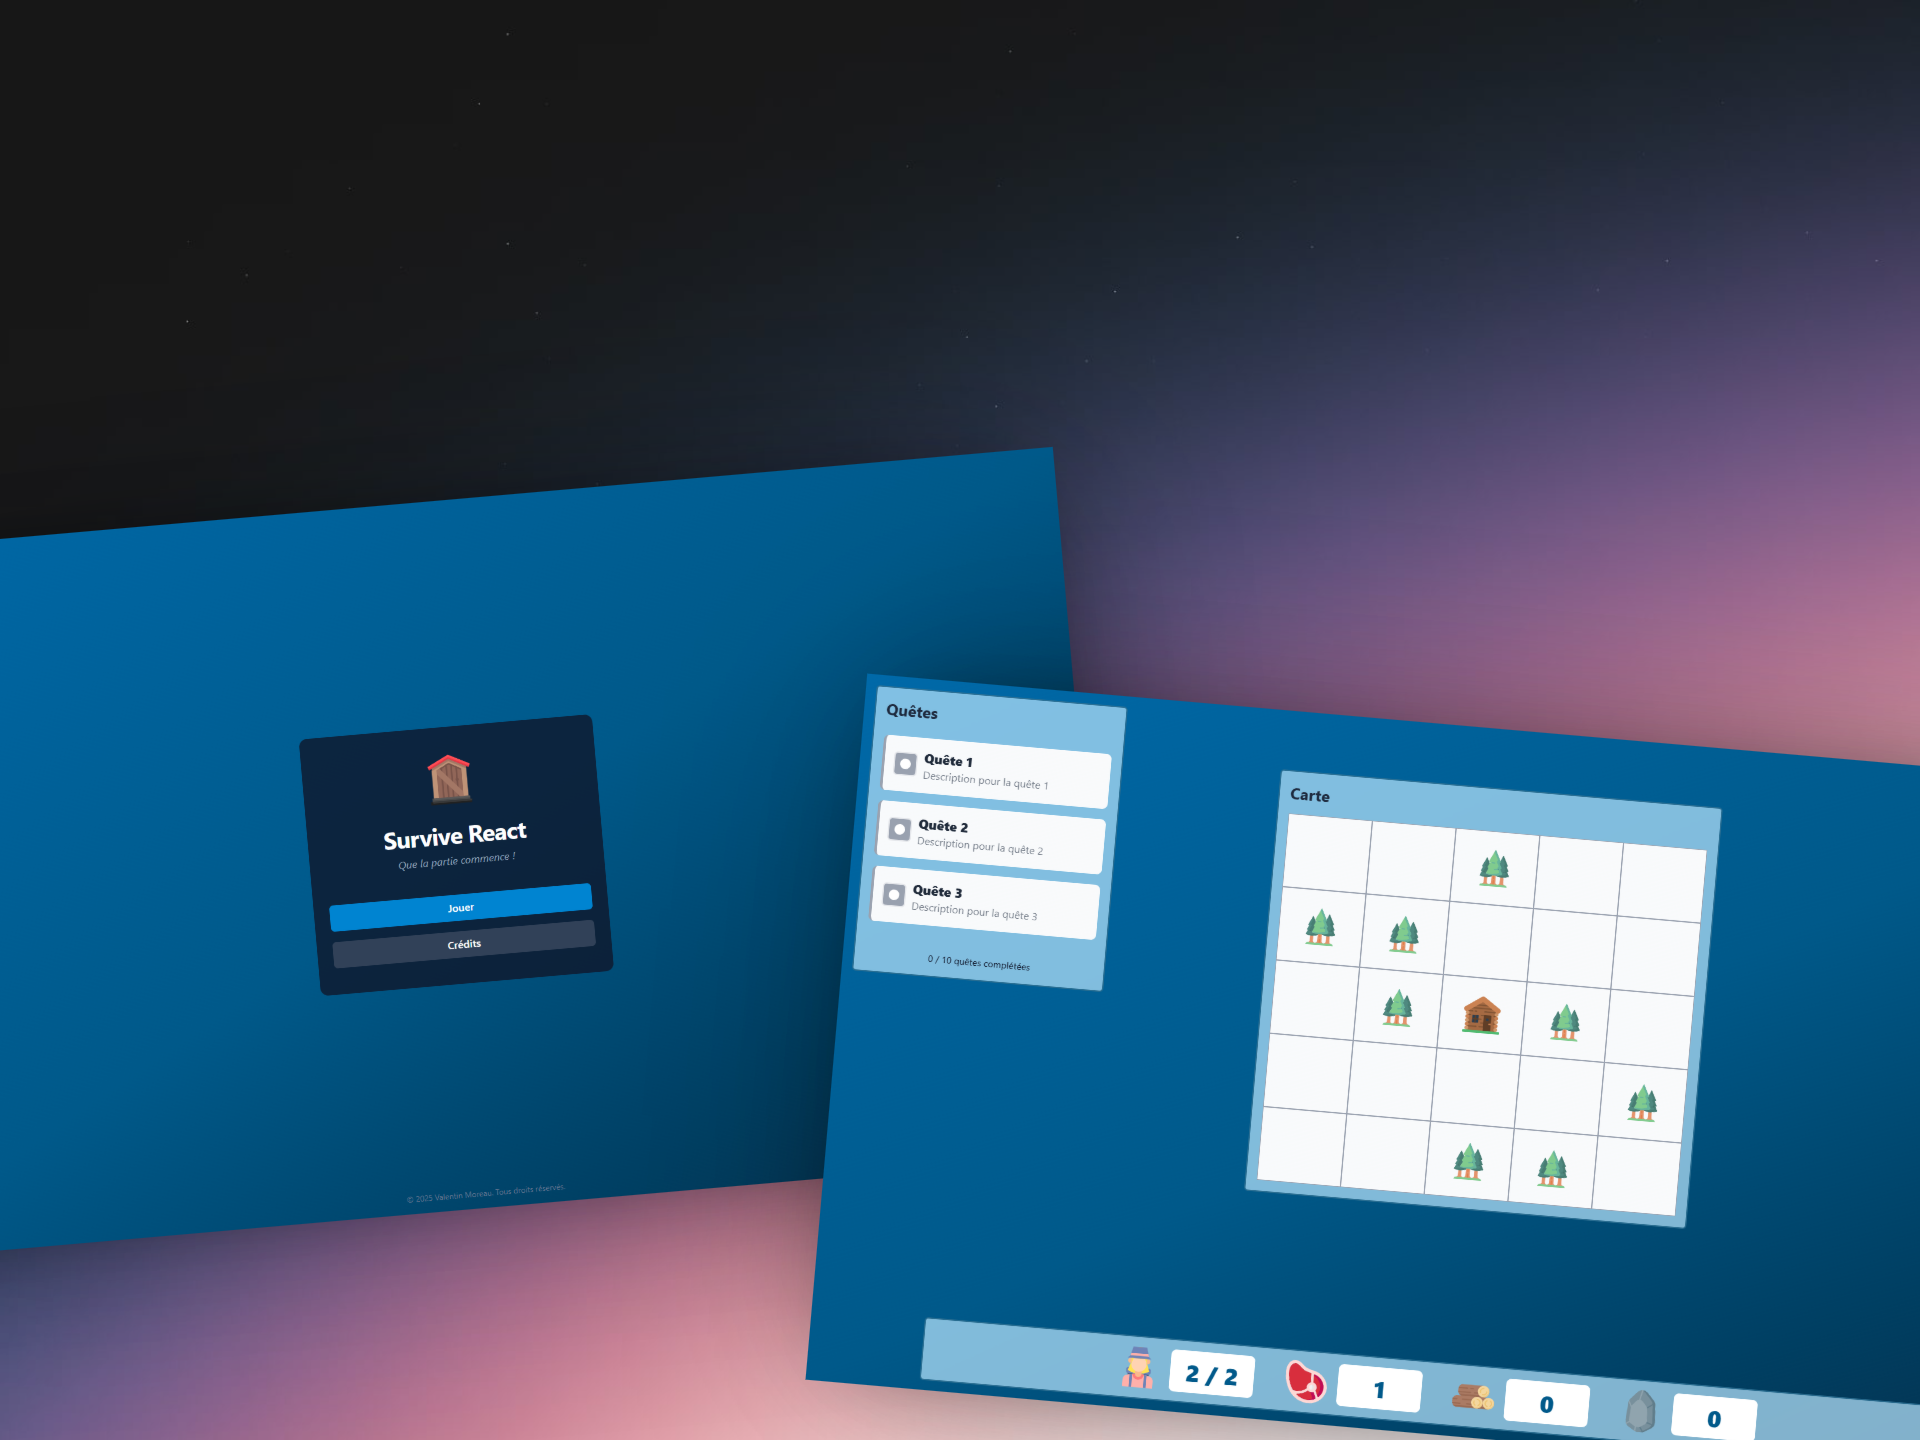 Survive React
Que la partie commence !
Jouer
Crédits
© 2025 Valentin Moreau. Tous droits réservés.
Quêtes
Quête 1
Description pour la quête 1
Quête 2
Description pour la quête 2
Quête 3
Description pour la quête 3
0 / 10 quêtes complétées
Carte
2 / 2
1
0
0